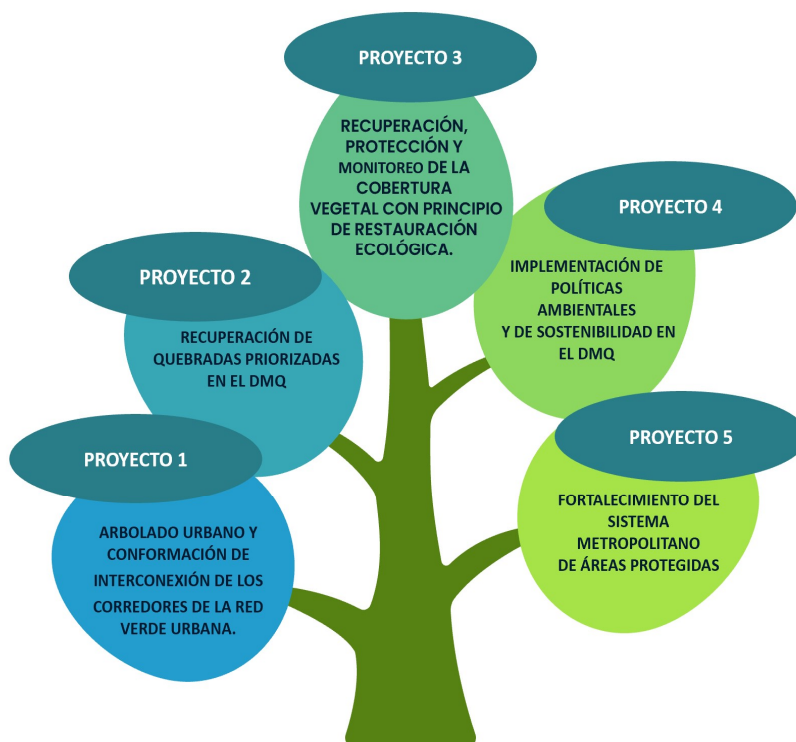 PROYECTO 1
ARBOLADO URBANO Y
CONFORMACIÓN DE
INTERCONEXIÓN DE LOS
CORREDORES DE LA RED
VERDE URBANA.
PROYECTO 2
RECUPERACIÓN DE
QUEBRADAS PRIORIZADAS
EN EL DMQ
PROYECTO 3
RECUPERACIÓN,
PROTECCIÓN Y
MONITOREO DE LA
COBERTURA
VEGETAL CON PRINCIPIO
DE RESTAURACIÓN
ECOLÓGICA.
PROYECTO 4
IMPLEMENTACIÓN DE
POLÍTICAS
AMBIENTALES
Y DE SOSTENIBILIDAD EN
EL DMQ
PROYECTO 5
FORTALECIMIENTO DEL
SISTEMA
METROPOLITANO
DE ÁREAS PROTEGIDAS